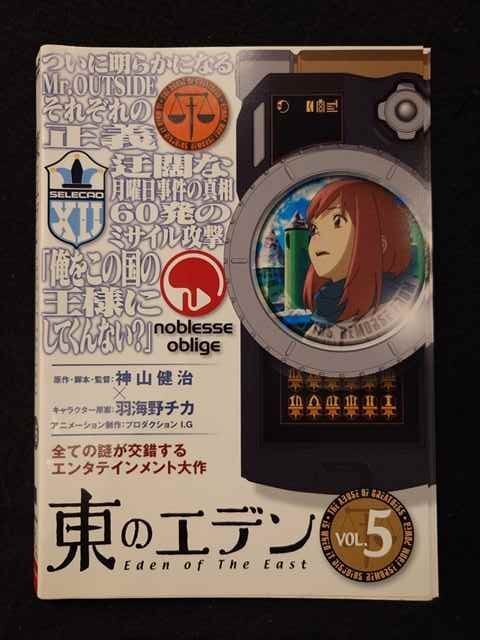 ついに明らかになる
Mr.OUTSIDE
それぞれの
正義
SELECAO
XII
迂闊な
月曜日事件の真相
60発の
ミサイル攻撃
「俺をこの国の
王様に
してくんない?」
noblesse
oblige
原作・脚本・監督:神山健治
×
キャラクター原案:羽海野チカ
アニメーション制作:プロダクション I.G
全ての謎が交錯する
エンタテインメント大作
東のエデン
Eden of The East
VOL.5